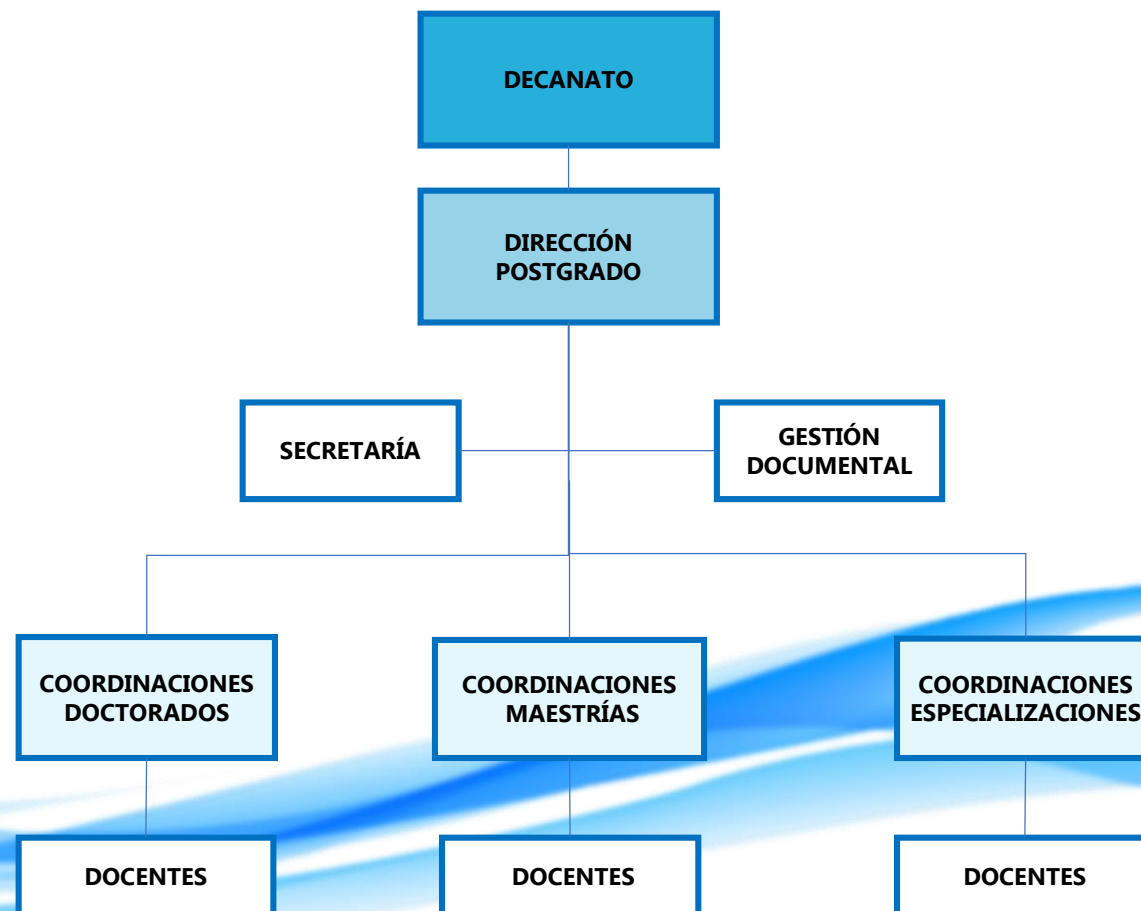 DECANATO
DIRECCIÓN
POSTGRADO
SECRETARÍA
GESTIÓN
DOCUMENTAL
COORDINACIONES
DOCTORADOS
COORDINACIONES
MAESTRÍAS
COORDINACIONES
ESPECIALIZACIONES
DOCENTES
DOCENTES
DOCENTES